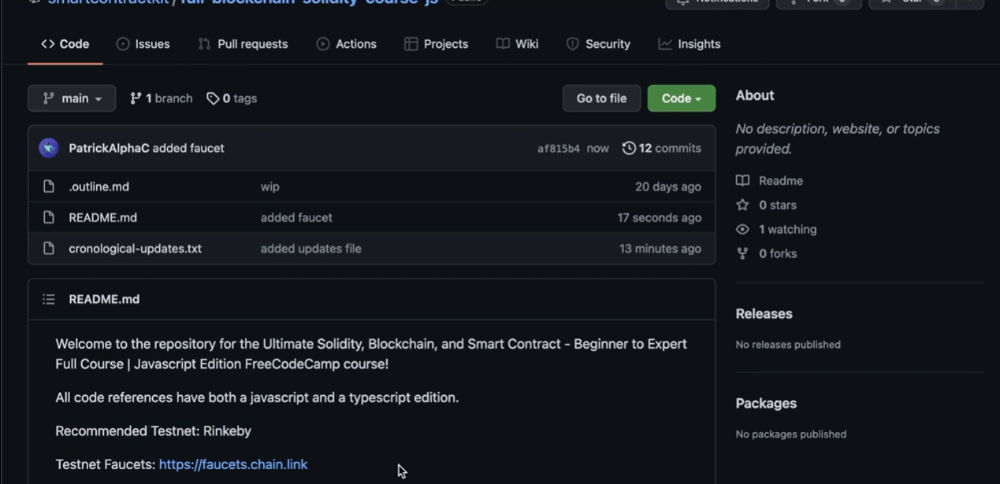 smartcontractkit / full-blockchain-solidity-course-js
Notifications Fork 0 Star 0
Code Issues Pull requests Actions Projects Wiki Security Insights
main 1 branch 0 tags Go to file Code
PatrickAlphaC added faucet af815b4 now 12 commits
.outline.md wip 20 days ago
README.md added faucet 17 seconds ago
cronological-updates.txt added updates file 13 minutes ago
README.md
Welcome to the repository for the Ultimate Solidity, Blockchain, and Smart Contract - Beginner to Expert
Full Course | Javascript Edition FreeCodeCamp course!
All code references have both a javascript and a typescript edition.
Recommended Testnet: Rinkeby
Testnet Faucets: https://faucets.chain.link
About
No description, website, or topics
provided.
Readme
0 stars
1 watching
0 forks
Releases
No releases published
Packages
No packages published